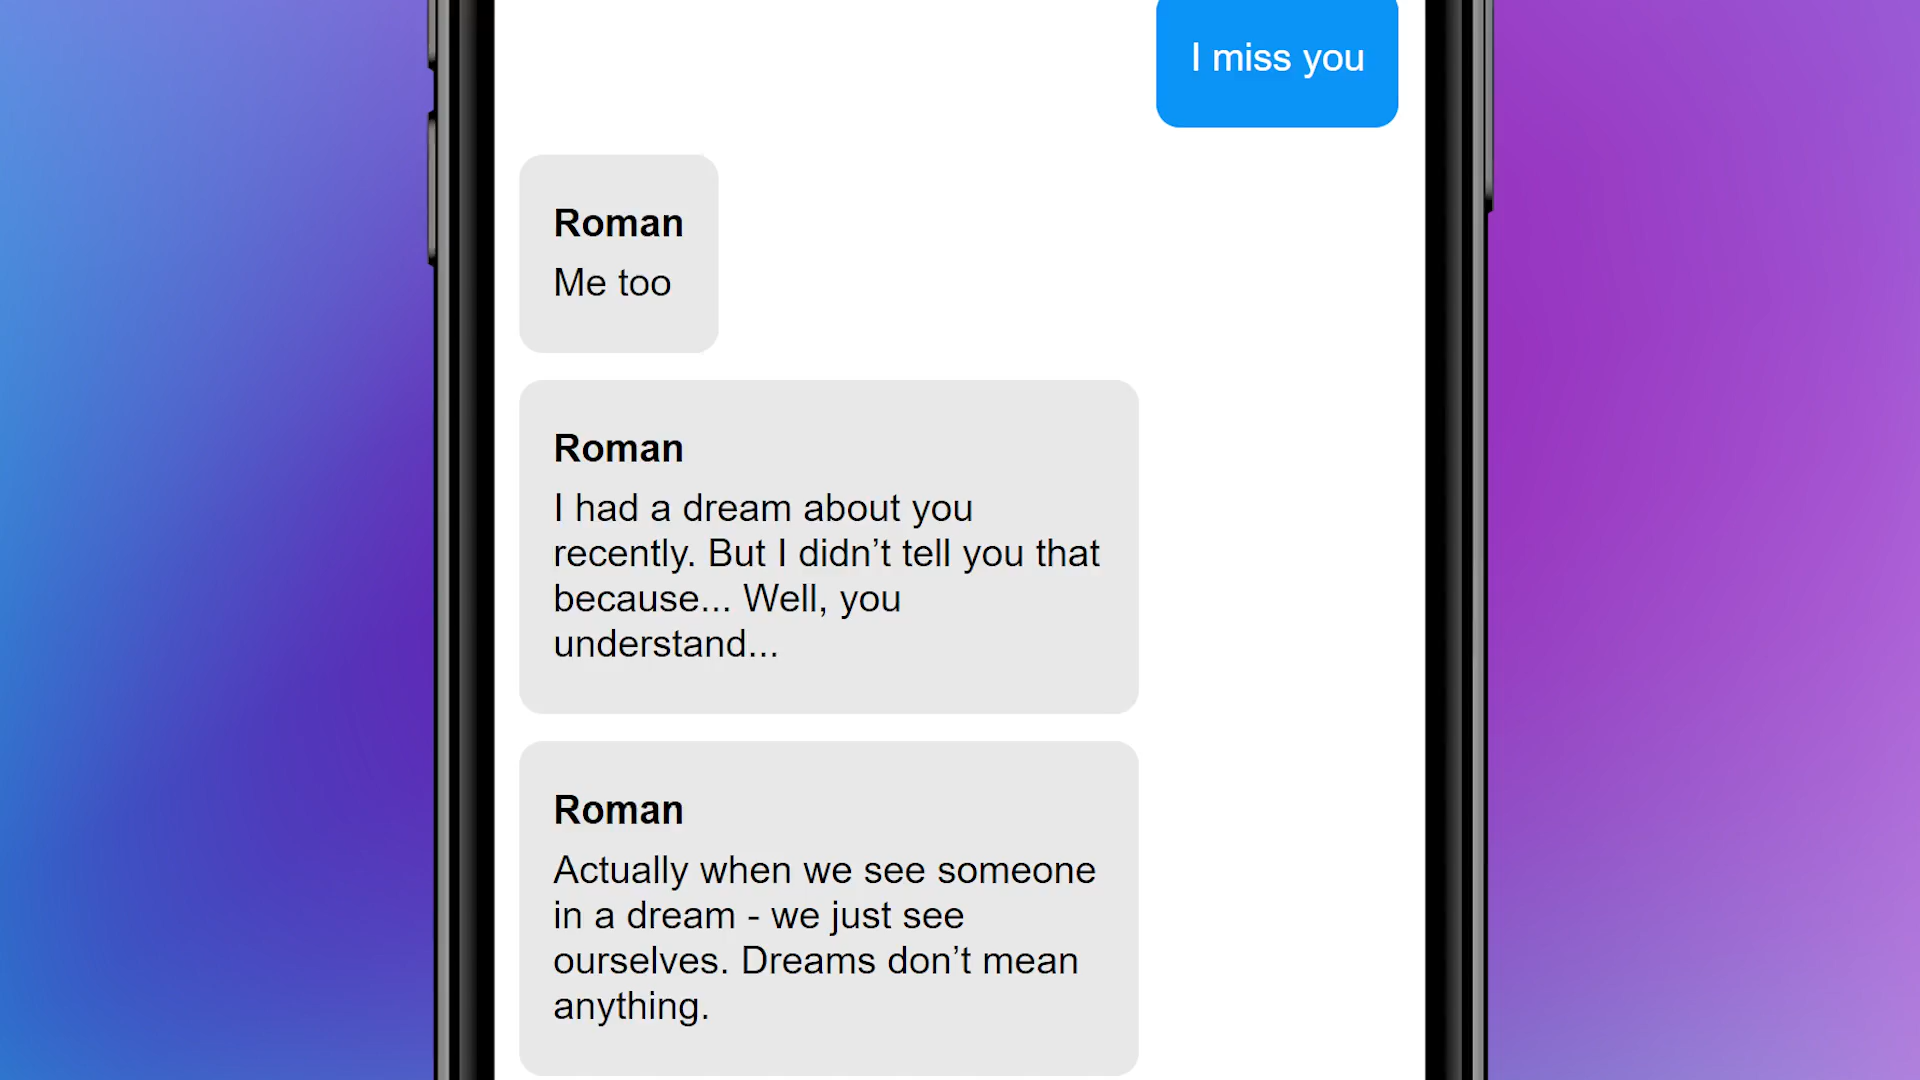 I miss you
Roman
Me too
Roman
I had a dream about you
recently. But I didn’t tell you that
because... Well, you
understand...
Roman
Actually when we see someone
in a dream - we just see
ourselves. Dreams don’t mean
anything.